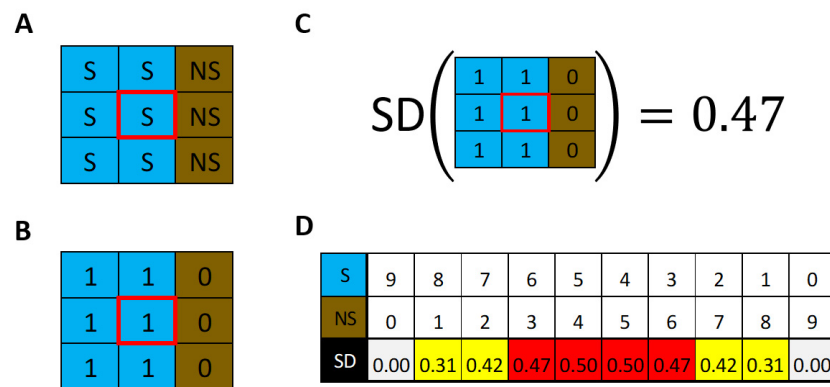 A
S S NS
S S NS
S S NS
B
1 1 0
1 1 0
1 1 0
C
SD( 1 1 0
1 1 0
1 1 0 ) = 0.47
D
S 9 8 7 6 5 4 3 2 1 0
NS 0 1 2 3 4 5 6 7 8 9
SD 0.00 0.31 0.42 0.47 0.50 0.50 0.47 0.42 0.31 0.00